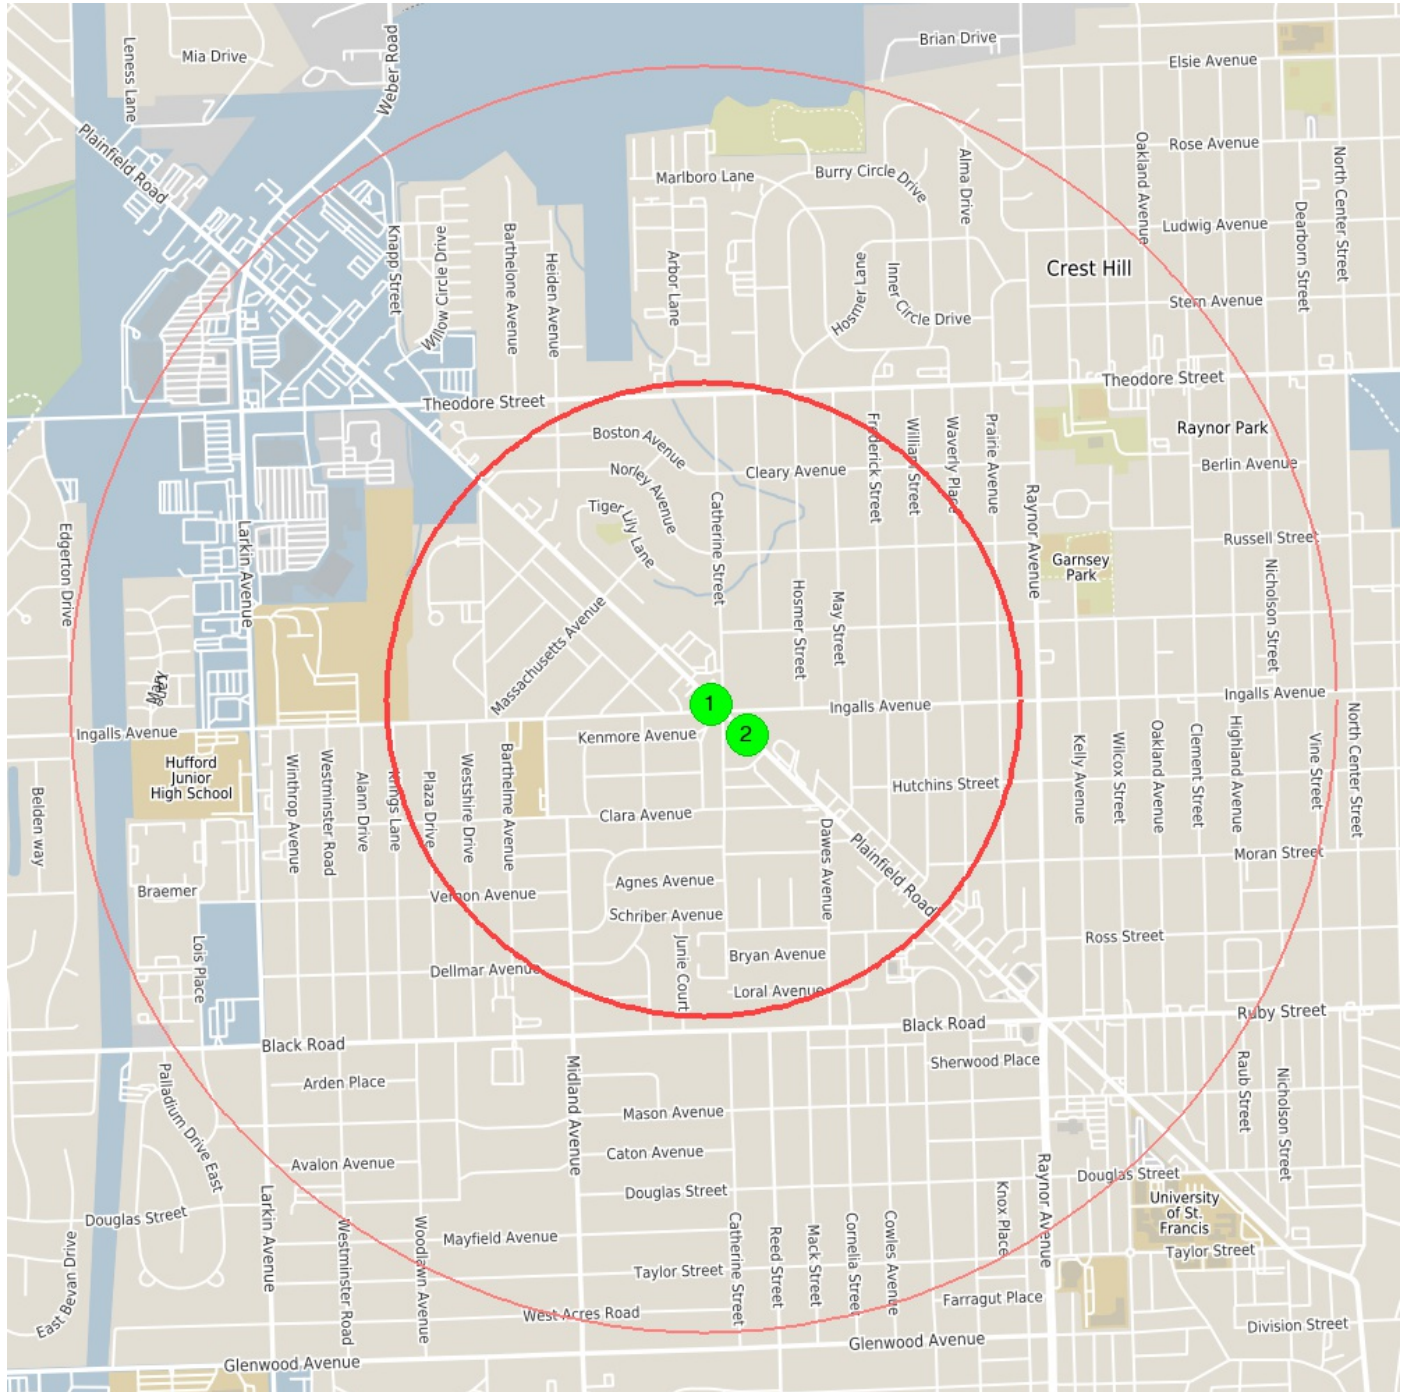 Leness Lane
Mia Drive
Weber Road
Brian Drive
Elsie Avenue
Plainfield Road
Oakland Avenue
Rose Avenue
North Center Street
Marlboro Lane
Burry Circle Drive
Alma Drive
Ludwig Avenue
Dearborn Street
Knapp Street
Willow Circle Drive
Barthelone Avenue
Heiden Avenue
Arbor Lane
Hosmer Lane
Inner Circle Drive
Crest Hill
Stern Avenue
Theodore Street
Theodore Street
Boston Avenue
Norley Avenue
Cleary Avenue
Frederick Street
William Street
Waverly Place
Prairie Avenue
Raynor Park
Berlin Avenue
Tiger Lily Lane
Catherine Street
Raynor Avenue
Edgerton Drive
Larkin Avenue
Russell Street
Garnsey
Park
Nicholson Street
Massachusetts Avenue
Hosmer Street
May Street
Ingalls Avenue
1
Ingalls Avenue
Ingalls Avenue
Kenmore Avenue
2
North Center Street
Hufford
Junior
High School
Winthrop Avenue
Westminster Road
Alann Drive
Krings Lane
Plaza Drive
Westshire Drive
Barthelme Avenue
Kelly Avenue
Wilcox Street
Oakland Avenue
Clement Street
Highland Avenue
Vine Street
Hutchins Street
Belden way
Clara Avenue
Dawes Avenue
Plainfield Road
Moran Street
Braemer
Vernon Avenue
Agnes Avenue
Schriber Avenue
Ross Street
Lois Place
Dellmar Avenue
Junie Court
Bryan Avenue
Loral Avenue
Black Road
Black Road
Ruby Street
Palladium Drive East
Arden Place
Midland Avenue
Sherwood Place
Raub Street
Nicholson Street
Mason Avenue
Avalon Avenue
Caton Avenue
Douglas Street
Douglas Street
Raynor Avenue
Knox Place
University
of St.
Francis
Douglas Street
Larkin Avenue
Westminster Road
Woodlawn Avenue
Mayfield Avenue
Catherine Street
Reed Street
Mack Street
Cornelia Street
Cowles Avenue
Taylor Street
Taylor Street
East Bevan Drive
West Acres Road
Farragut Place
Division Street
Glenwood Avenue
Glenwood Avenue